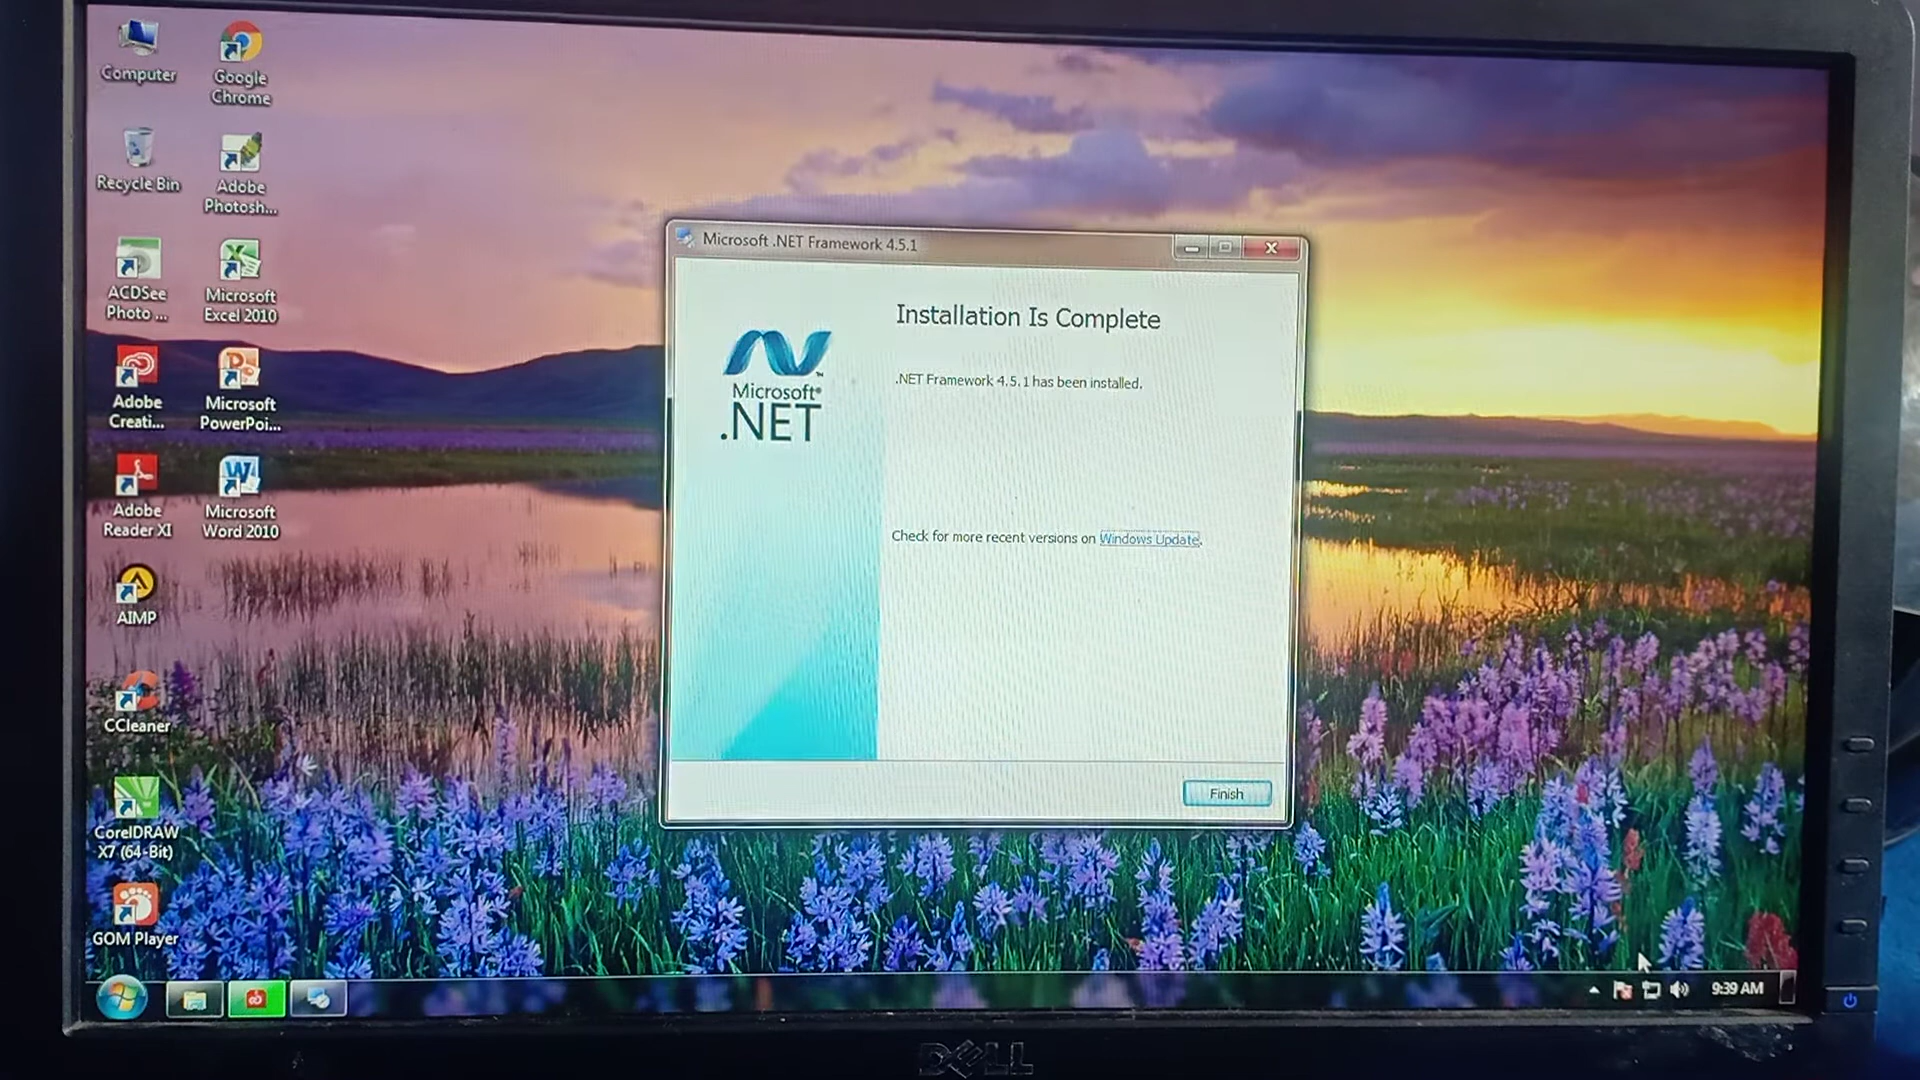 Computer
Google
Chrome
Recycle Bin
Adobe
Photosh...
ACDSee
Photo ...
Microsoft
Excel 2010
Adobe
Creati...
Microsoft
PowerPoi...
Adobe
Reader XI
Microsoft
Word 2010
AIMP
CCleaner
CorelDRAW
X7 (64-Bit)
GOM Player
Microsoft .NET Framework 4.5.1
Installation Is Complete
Microsoft®
.NET
.NET Framework 4.5.1 has been installed.
Check for more recent versions on Windows Update.
Finish
9:39 AM
DELL